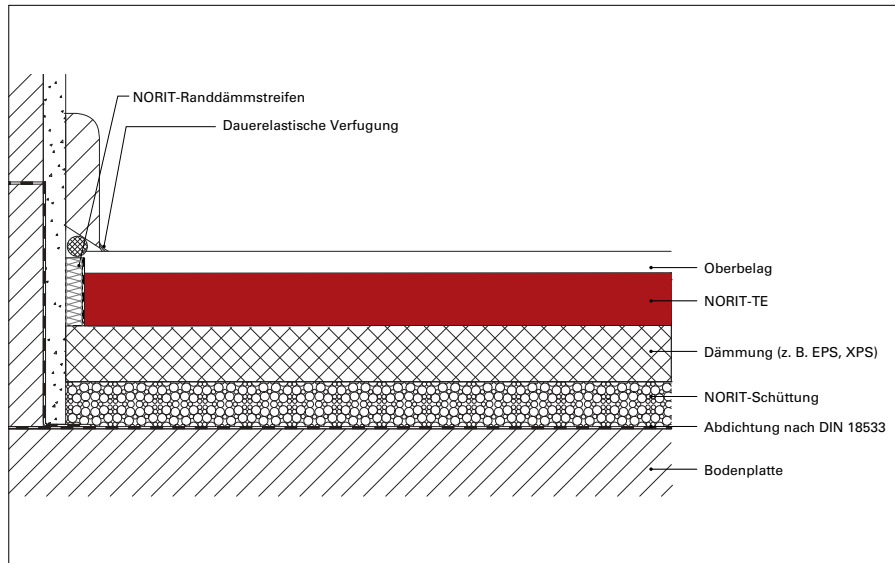 NORIT-Randdämmstreifen
Dauerelastische Verfugung
Oberbelag
NORIT-TE
Dämmung (z. B. EPS, XPS)
NORIT-Schüttung
Abdichtung nach DIN 18533
Bodenplatte